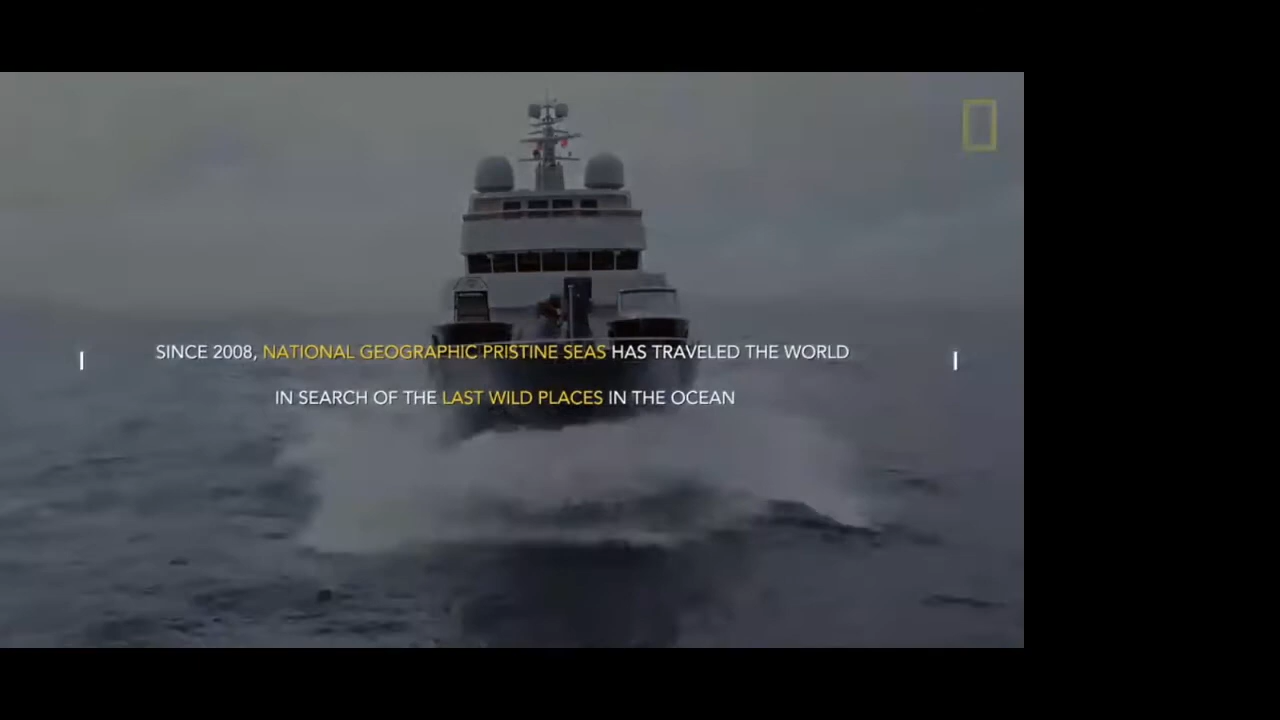 SINCE 2008, NATIONAL GEOGRAPHIC PRISTINE SEAS HAS TRAVELED THE WORLD
IN SEARCH OF THE LAST WILD PLACES IN THE OCEAN